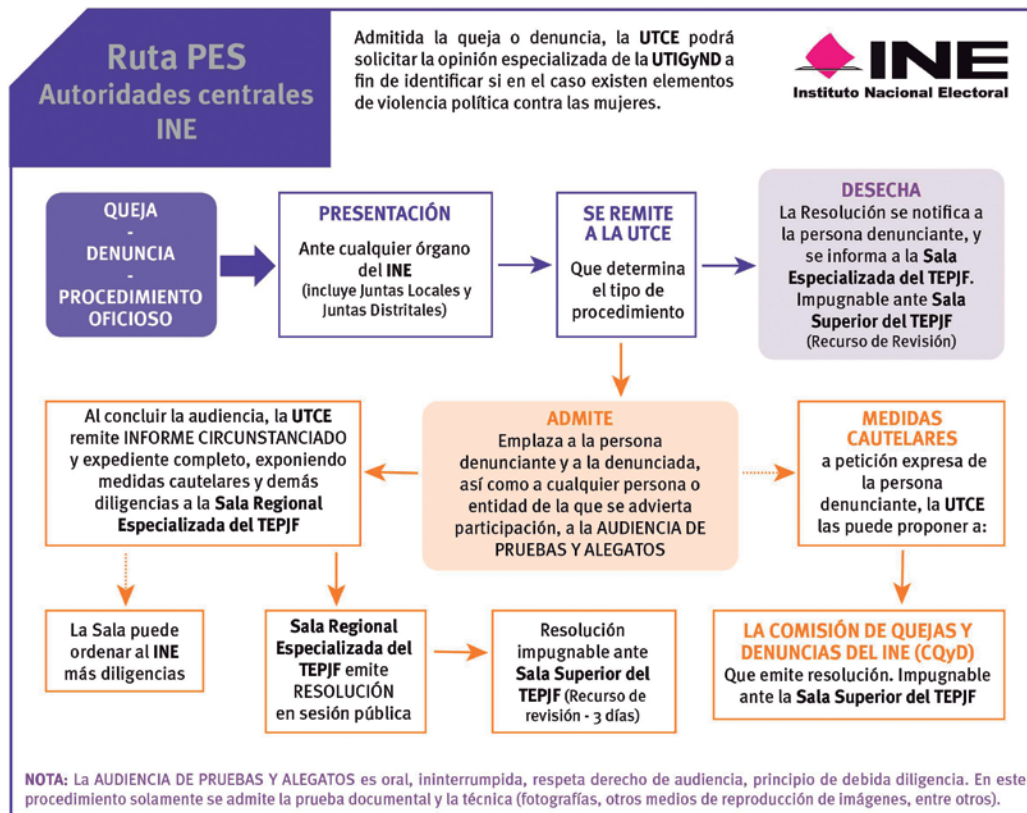 Ruta PES
Autoridades centrales
INE
Admitida la queja o denuncia, la UTCE podrá
solicitar la opinión especializada de la UTIGyND a
fin de identificar si en el caso existen elementos
de violencia política contra las mujeres.
INE
Instituto Nacional Electoral
QUEJA
-
DENUNCIA
-
PROCEDIMIENTO
OFICIOSO
PRESENTACIÓN
Ante cualquier órgano
del INE
(incluye Juntas Locales y
Juntas Distritales)
SE REMITE
A LA UTCE
Que determina
el tipo de
procedimiento
DESECHA
La Resolución se notifica a
la persona denunciante, y
se informa a la Sala
Especializada del TEPJF.
Impugnable ante Sala
Superior del TEPJF
(Recurso de Revisión)
Al concluir la audiencia, la UTCE
remite INFORME CIRCUNSTANCIADO
y expediente completo, exponiendo
medidas cautelares y demás
diligencias a la Sala Regional
Especializada del TEPJF
ADMITE
Emplaza a la persona
denunciante y a la denunciada,
así como a cualquier persona o
entidad de la que se advierta
participación, a la AUDIENCIA DE
PRUEBAS Y ALEGATOS
MEDIDAS
CAUTELARES
a petición expresa de
la persona
denunciante, la UTCE
las puede proponer a:
La Sala puede
ordenar al INE
más diligencias
Sala Regional
Especializada del
TEPJF emite
RESOLUCIÓN
en sesión pública
Resolución
impugnable ante
Sala Superior del
TEPJF (Recurso de
revisión - 3 días)
LA COMISIÓN DE QUEJAS Y
DENUNCIAS DEL INE (CQyD)
Que emite resolución. Impugnable
ante la Sala Superior del TEPJF
NOTA: La AUDIENCIA DE PRUEBAS Y ALEGATOS es oral, ininterrumpida, respeta derecho de audiencia, principio de debida diligencia. En este
procedimiento solamente se admite la prueba documental y la técnica (fotografías, otros medios de reproducción de imágenes, entre otros).